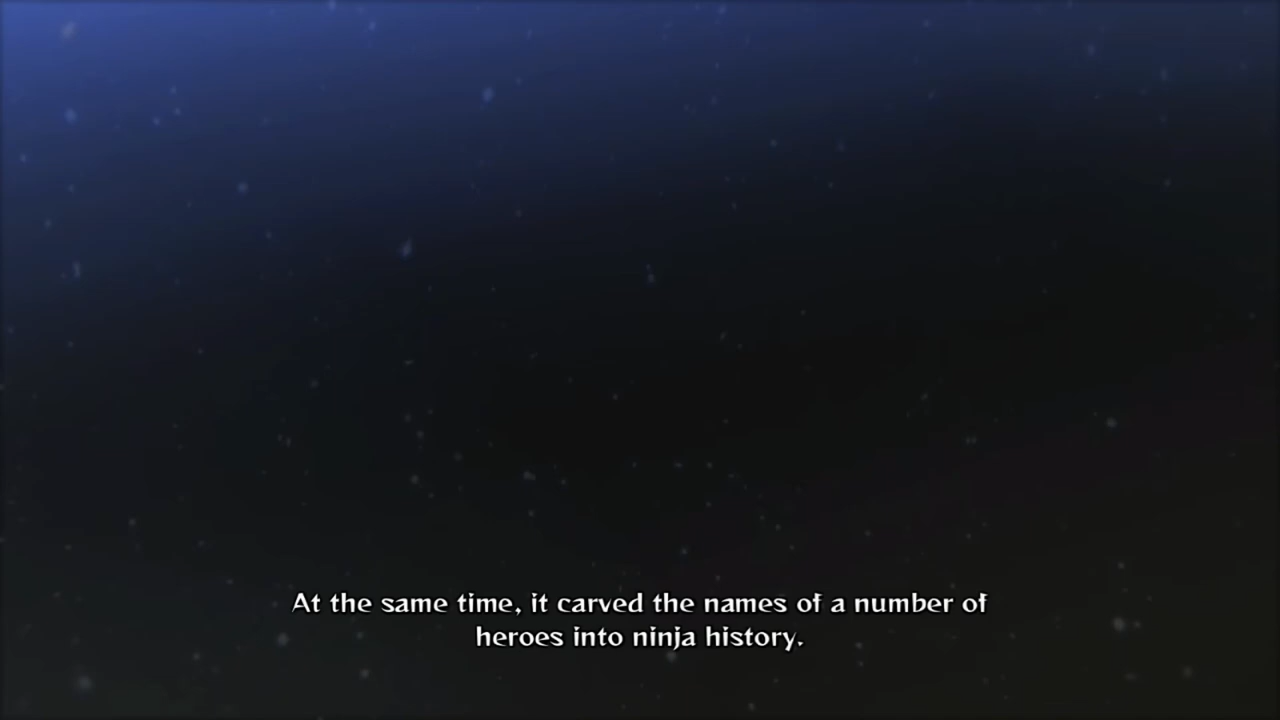 At the same time, it carved the names of a number of
heroes into ninja history.